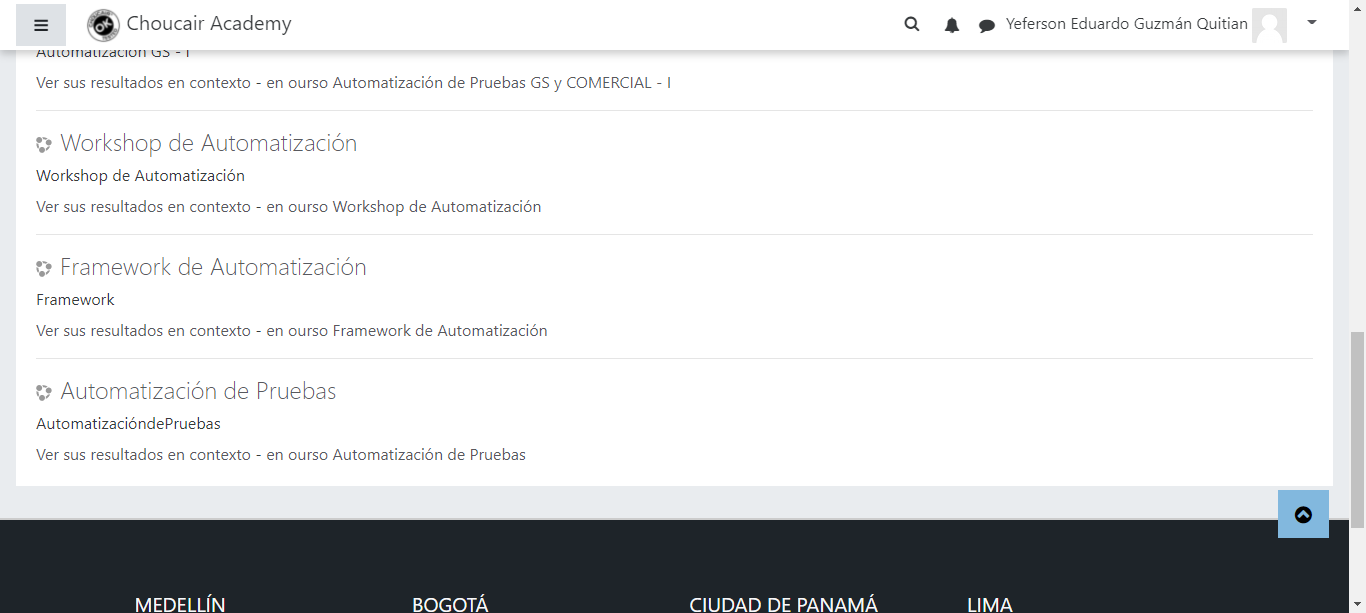 Choucair Academy
Yeferson Eduardo Guzmán Quitian
Automatización GS - I
Ver sus resultados en contexto - en ourso Automatización de Pruebas GS y COMERCIAL - I
Workshop de Automatización
Workshop de Automatización
Ver sus resultados en contexto - en ourso Workshop de Automatización
Framework de Automatización
Framework
Ver sus resultados en contexto - en ourso Framework de Automatización
Automatización de Pruebas
AutomatizacióndePruebas
Ver sus resultados en contexto - en ourso Automatización de Pruebas
MEDELLÍN
BOGOTÁ
CIUDAD DE PANAMÁ
LIMA